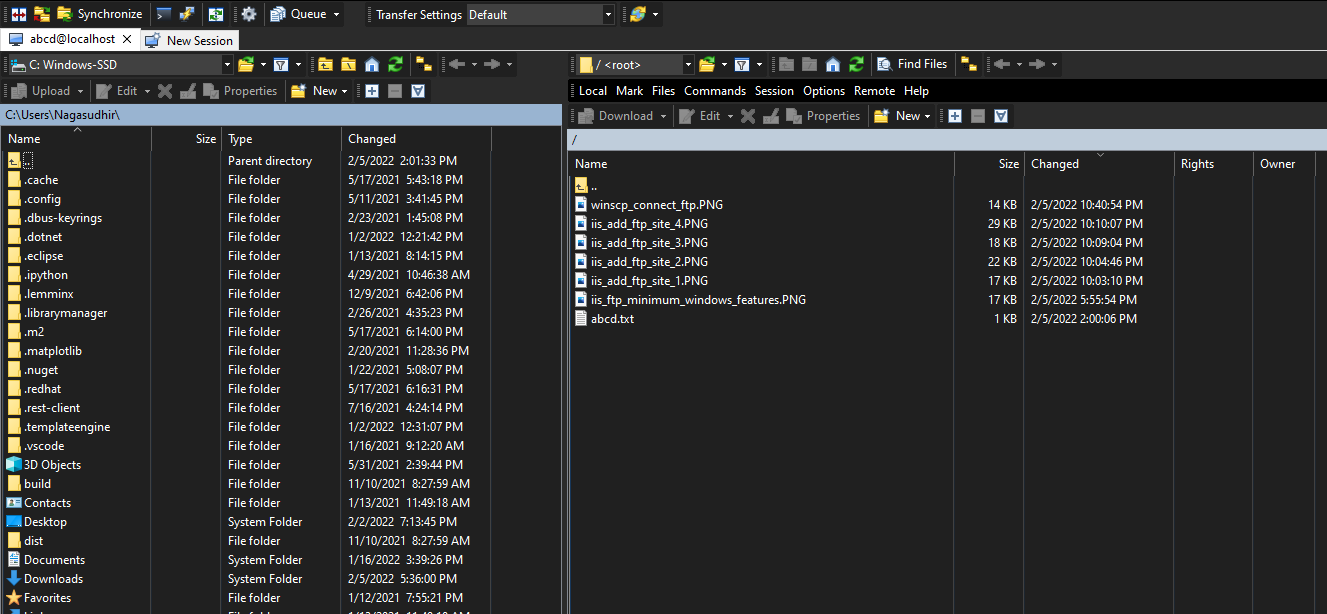 Synchronize Queue Transfer Settings Default
abcd@localhost New Session
C: Windows-SSD
Upload Edit Properties New
C:\Users\Nagasudhir\
Name Size Type Changed
.. Parent directory 2/5/2022 2:01:33 PM
.cache File folder 5/17/2021 5:43:18 PM
.config File folder 5/11/2021 3:41:45 PM
.dbus-keyrings File folder 2/23/2021 1:45:08 PM
.dotnet File folder 1/2/2022 12:21:42 PM
.eclipse File folder 1/13/2021 8:14:15 PM
.ipython File folder 4/29/2021 10:46:38 AM
.lemminx File folder 12/9/2021 6:42:06 PM
.librarymanager File folder 2/26/2021 4:35:23 PM
.m2 File folder 5/17/2021 6:14:00 PM
.matplotlib File folder 2/20/2021 11:28:36 PM
.nuget File folder 1/22/2021 5:08:07 PM
.redhat File folder 5/17/2021 6:16:31 PM
.rest-client File folder 7/16/2021 4:24:14 PM
.templateengine File folder 1/2/2022 12:31:07 PM
.vscode File folder 1/16/2021 9:12:20 AM
3D Objects File folder 5/31/2021 2:39:44 PM
build File folder 11/10/2021 8:27:59 AM
Contacts File folder 1/13/2021 11:49:18 AM
Desktop System Folder 2/2/2022 7:13:45 PM
dist File folder 11/10/2021 8:27:59 AM
Documents System Folder 1/16/2022 3:39:26 PM
Downloads System Folder 2/5/2022 5:36:00 PM
Favorites File folder 1/12/2021 7:55:21 PM
/ <root> Find Files
Local Mark Files Commands Session Options Remote Help
Download Edit Properties New
/
Name Size Changed Rights Owner
..
winscp_connect_ftp.PNG 14 KB 2/5/2022 10:40:54 PM
iis_add_ftp_site_4.PNG 29 KB 2/5/2022 10:10:07 PM
iis_add_ftp_site_3.PNG 18 KB 2/5/2022 10:09:04 PM
iis_add_ftp_site_2.PNG 22 KB 2/5/2022 10:04:46 PM
iis_add_ftp_site_1.PNG 17 KB 2/5/2022 10:03:10 PM
iis_ftp_minimum_windows_features.PNG 17 KB 2/5/2022 5:55:54 PM
abcd.txt 1 KB 2/5/2022 2:00:06 PM